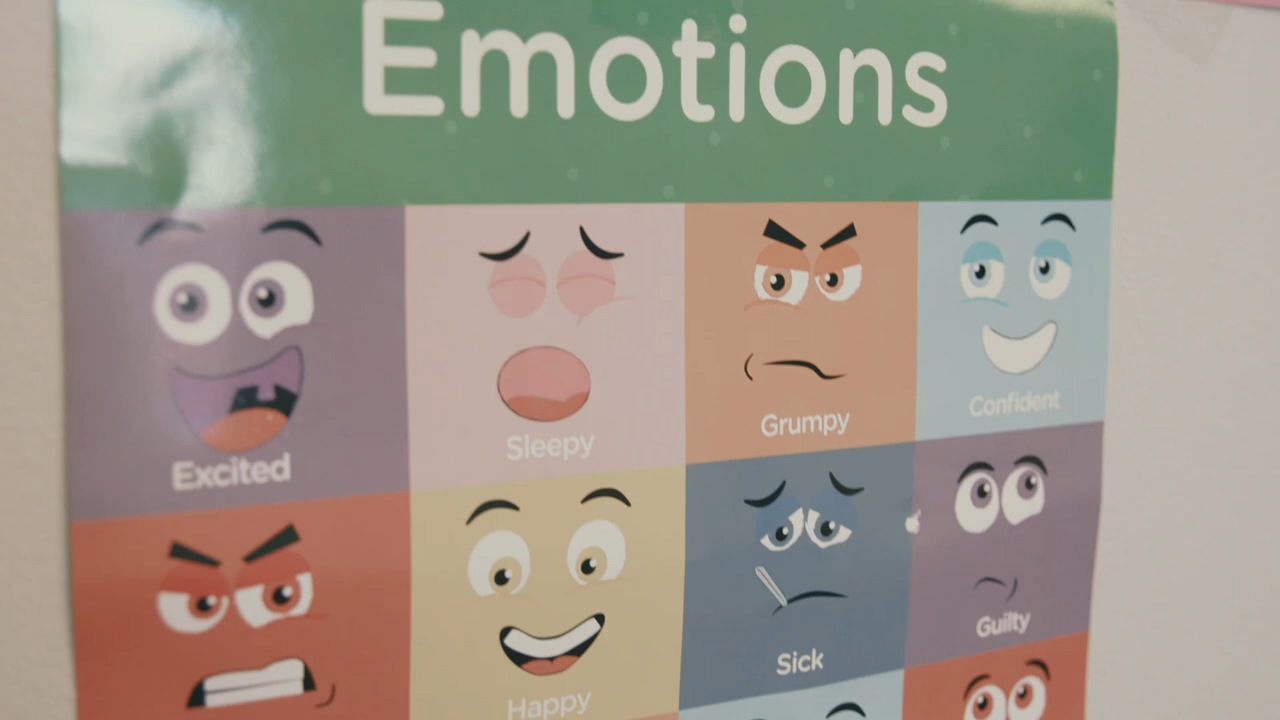 Emotions
Excited
Sleepy
Grumpy
Confident
Happy
Sick
Guilty